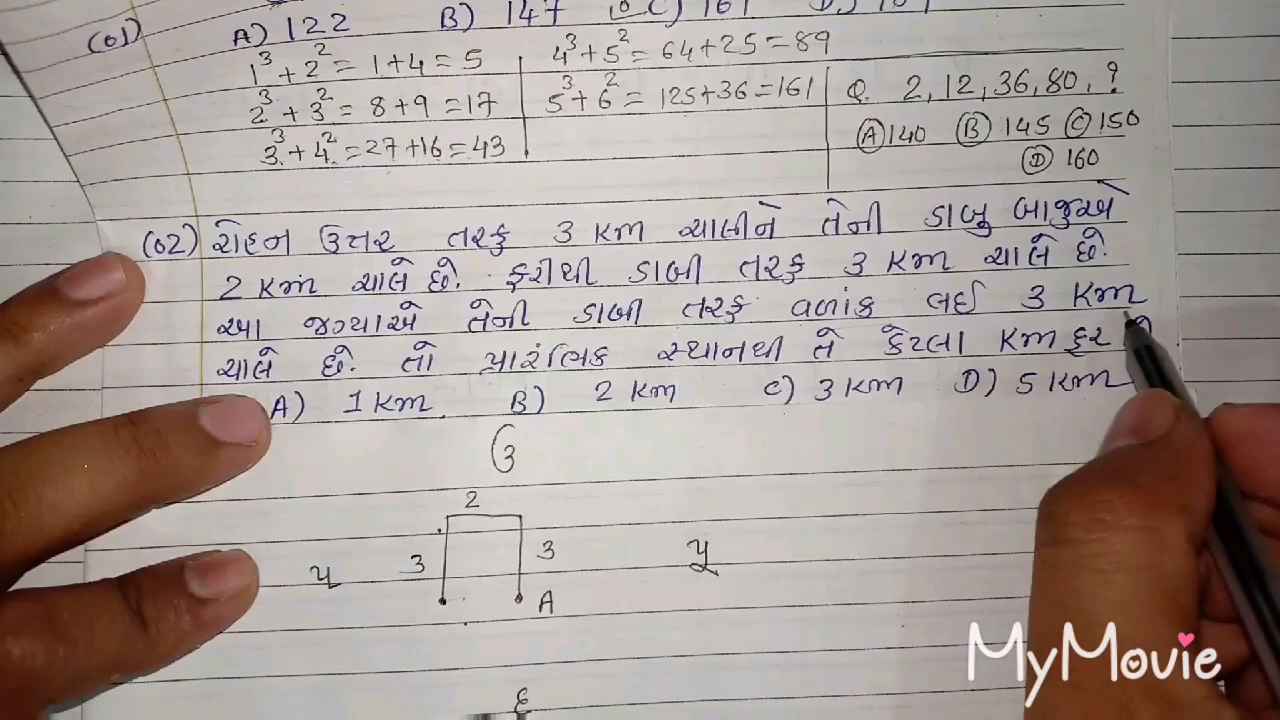 (01) A) 122 B) 147 C) 161
1³ + 2² = 1+4 = 5
2³ + 3² = 8+9 = 17
3³ + 4² = 27+16 = 43
4³ + 5² = 64+25 = 89
5³ + 6² = 125+36 = 161
Q. 2, 12, 36, 80, ?
(A) 140 (B) 145 (C) 150
(D) 160
(02) રોહન ઉત્તર તરફ 3 Km ચાલીને તેની ડાબુ બાજુએ
2 Km ચાલે છે. ફરીથી ડાબી તરફ 3 Km ચાલે છે.
આ જગ્યાએ તેની ડાબી તરફ વળાંક લઈ 3 Km
ચાલે છે. તો પ્રારંભિક સ્થાનથી તે કેટલા Km દૂર
A) 1 Km. B) 2 Km C) 3 Km D) 5 Km
ઉ
2
3 3
પ પૂ
A
દ
MyMovie